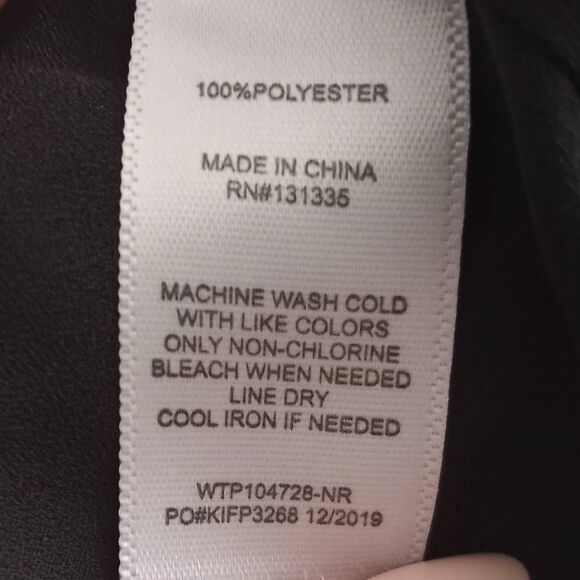 100%POLYESTER
MADE IN CHINA
RN#131335
MACHINE WASH COLD
WITH LIKE COLORS
ONLY NON-CHLORINE
BLEACH WHEN NEEDED
LINE DRY
COOL IRON IF NEEDED
WTP104728-NR
PO#KIFP3268 12/2019